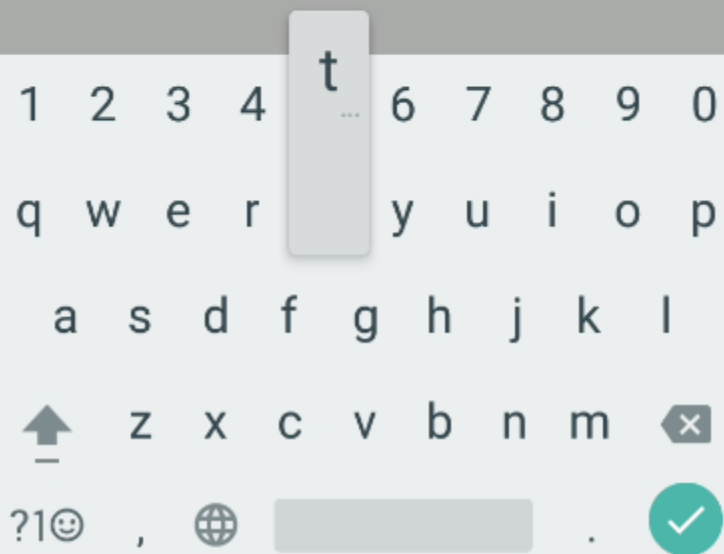 t
1 2 3 4 6 7 8 9 0
q w e r y u i o p
a s d f g h j k l
z x c v b n m
?1☺ , .